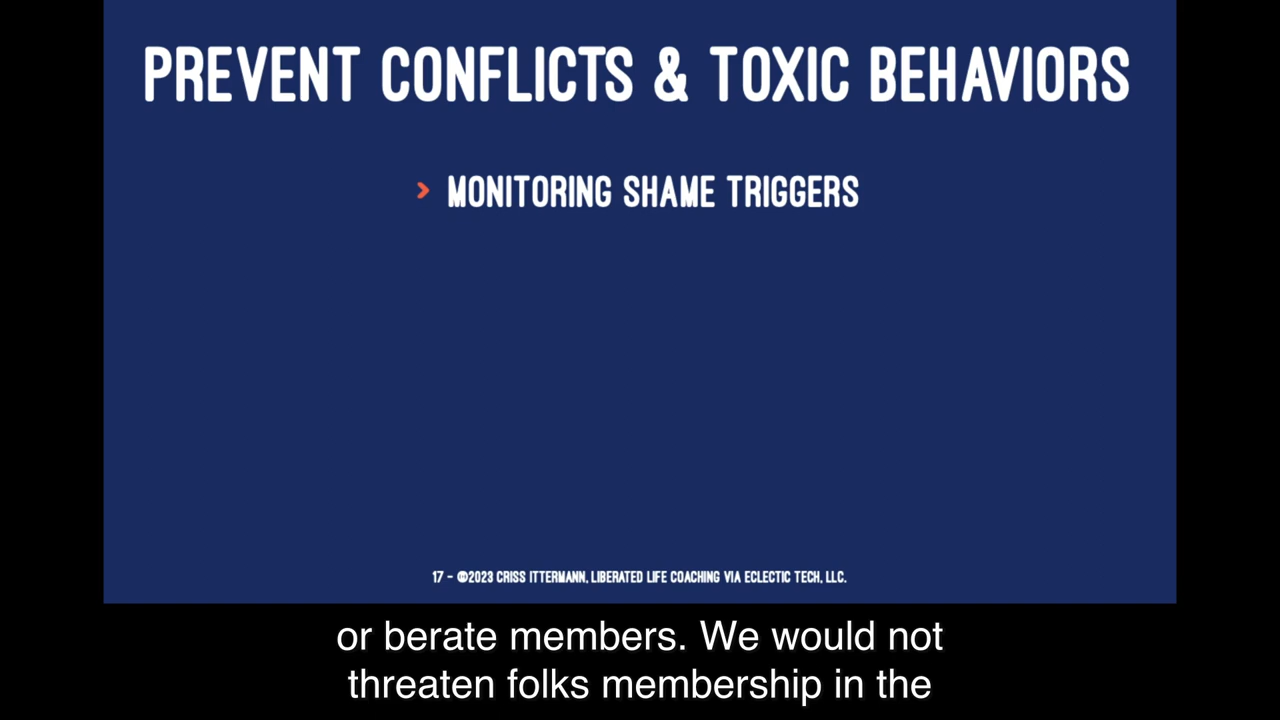 PREVENT CONFLICTS & TOXIC BEHAVIORS
> MONITORING SHAME TRIGGERS
17 - ©2023 CRISS ITTERMANN, LIBERATED LIFE COACHING VIA ECLECTIC TECH, LLC.
or berate members. We would not
threaten folks membership in the